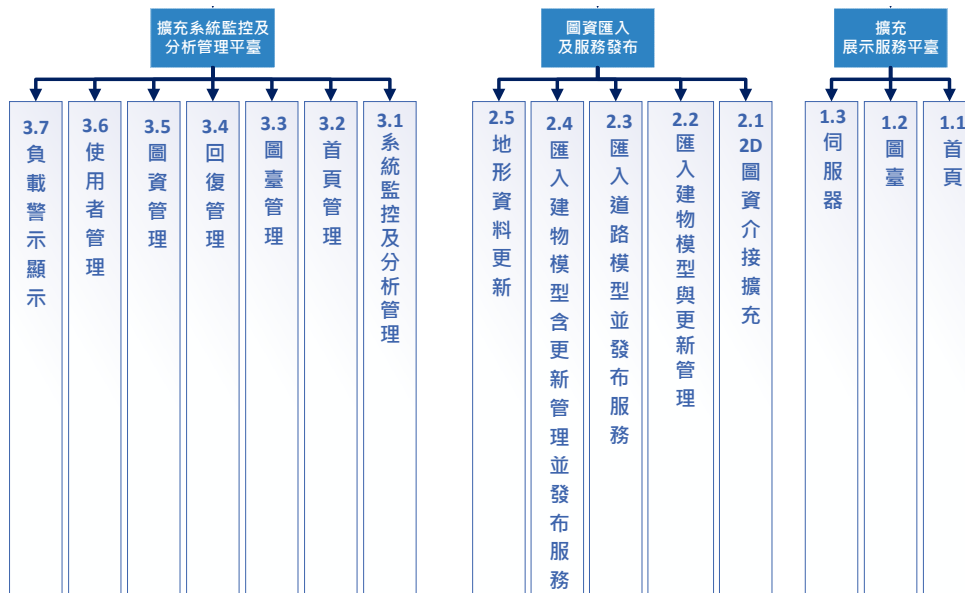 擴充系統監控及
分析管理平臺
3.7
負載警示顯示
3.6
使用者管理
3.5
圖資管理
3.4
回復管理
3.3
圖臺管理
3.2
首頁管理
3.1
系統監控及分析管理
圖資匯入
及服務發布
2.5
地形資料更新
2.4
匯入建物模型含更新管理並發布服務
2.3
匯入道路模型並發布服務
2.2
匯入建物模型與更新管理
2.1
2D
圖資介接擴充
擴充
展示服務平臺
1.3
伺服器
1.2
圖臺
1.1
首頁